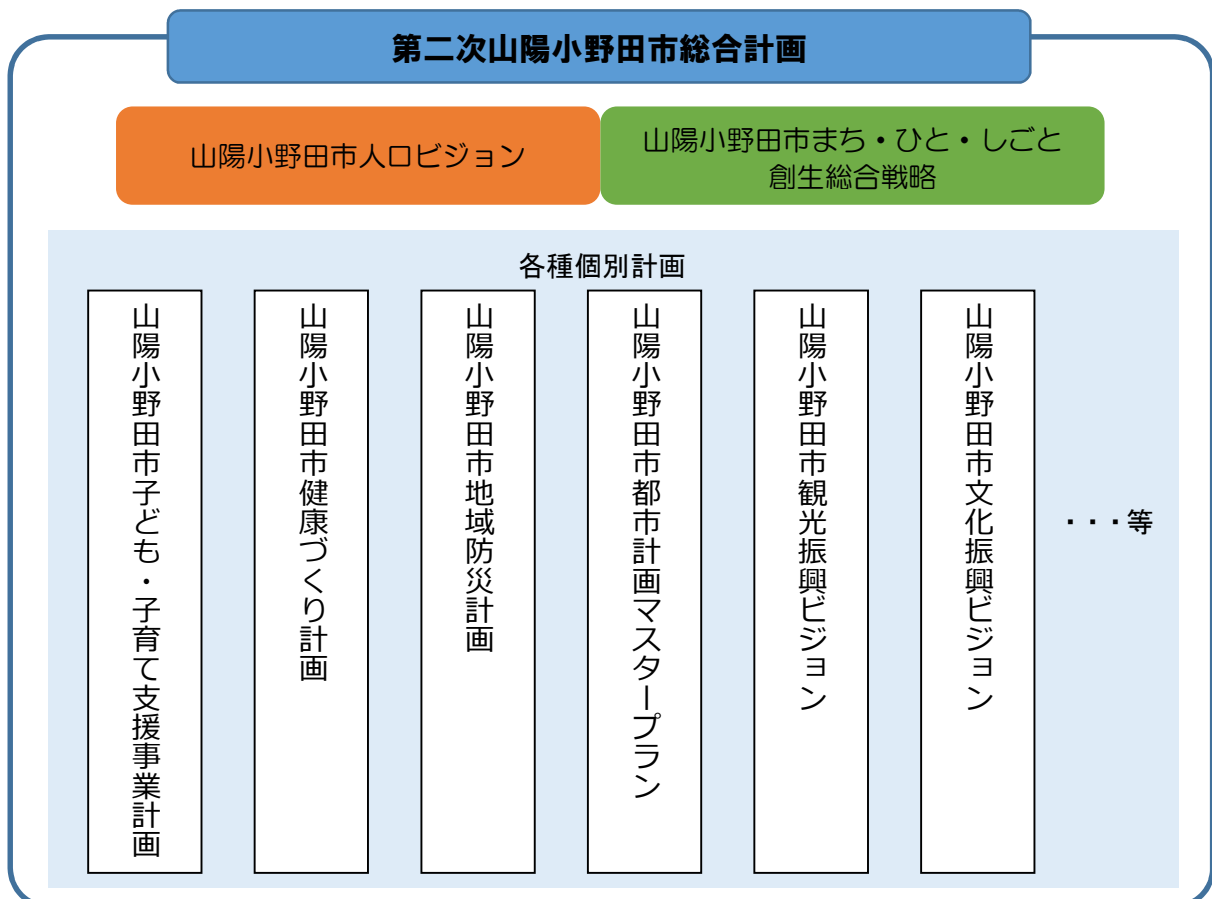 第二次山陽小野田市総合計画
山陽小野田市人口ビジョン
山陽小野田市まち・ひと・しごと
創生総合戦略
各種個別計画
山陽小野田市子ども・子育て支援事業計画
山陽小野田市健康づくり計画
山陽小野田市地域防災計画
山陽小野田市都市計画マスタープラン
山陽小野田市観光振興ビジョン
山陽小野田市文化振興ビジョン
・・・等